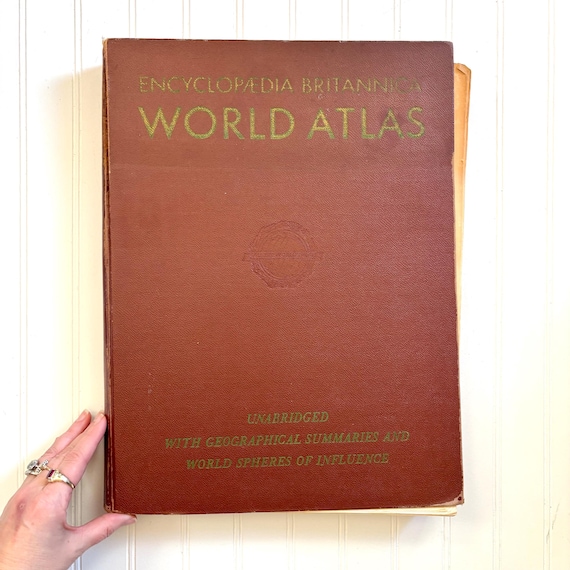 ENCYCLOPÆDIA BRITANNICA
WORLD ATLAS
UNABRIDGED
WITH GEOGRAPHICAL SUMMARIES AND
WORLD SPHERES OF INFLUENCE